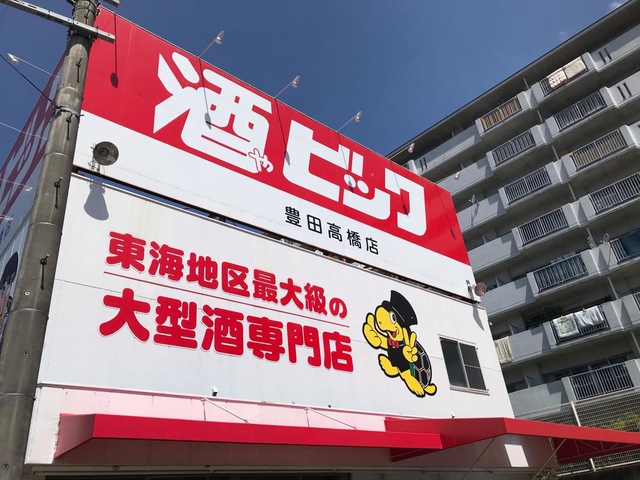 酒やビック
豊田高橋店
東海地区最大級の
大型酒専門店